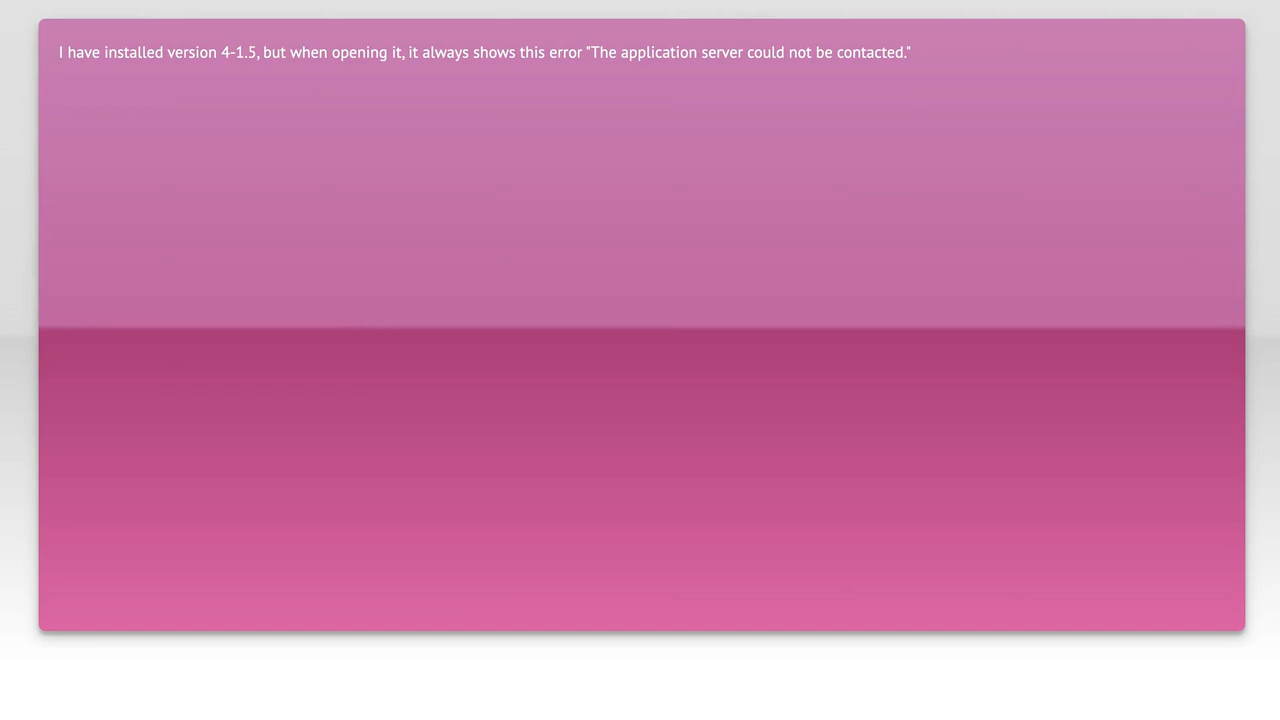 I have installed version 4-1.5, but when opening it, it always shows this error "The application server could not be contacted."